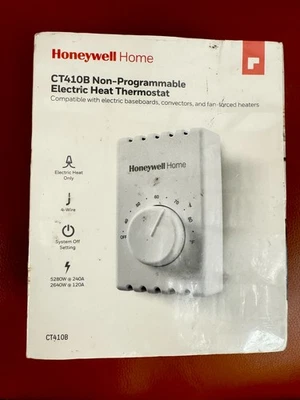 Honeywell Home
CT410B Non-Programmable
Electric Heat Thermostat
Compatible with electric baseboards, convectors, and fan-forced heaters
Honeywell Home
Electric Heat
Only
4-Wire
System Off
Setting
5280W @ 240A
2640W @ 120A
OFF
CT410B